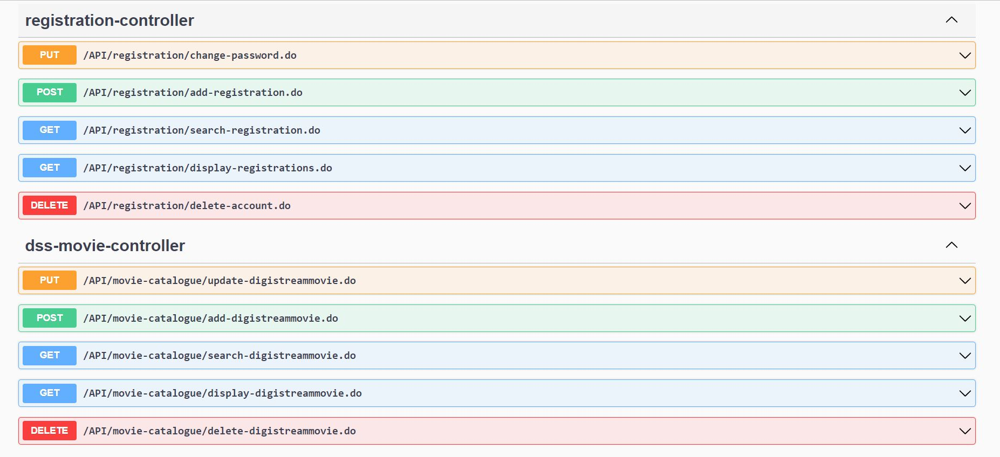 registration-controller
PUT /API/registration/change-password.do
POST /API/registration/add-registration.do
GET /API/registration/search-registration.do
GET /API/registration/display-registrations.do
DELETE /API/registration/delete-account.do
dss-movie-controller
PUT /API/movie-catalogue/update-digistreammovie.do
POST /API/movie-catalogue/add-digistreammovie.do
GET /API/movie-catalogue/search-digistreammovie.do
GET /API/movie-catalogue/display-digistreammovie.do
DELETE /API/movie-catalogue/delete-digistreammovie.do